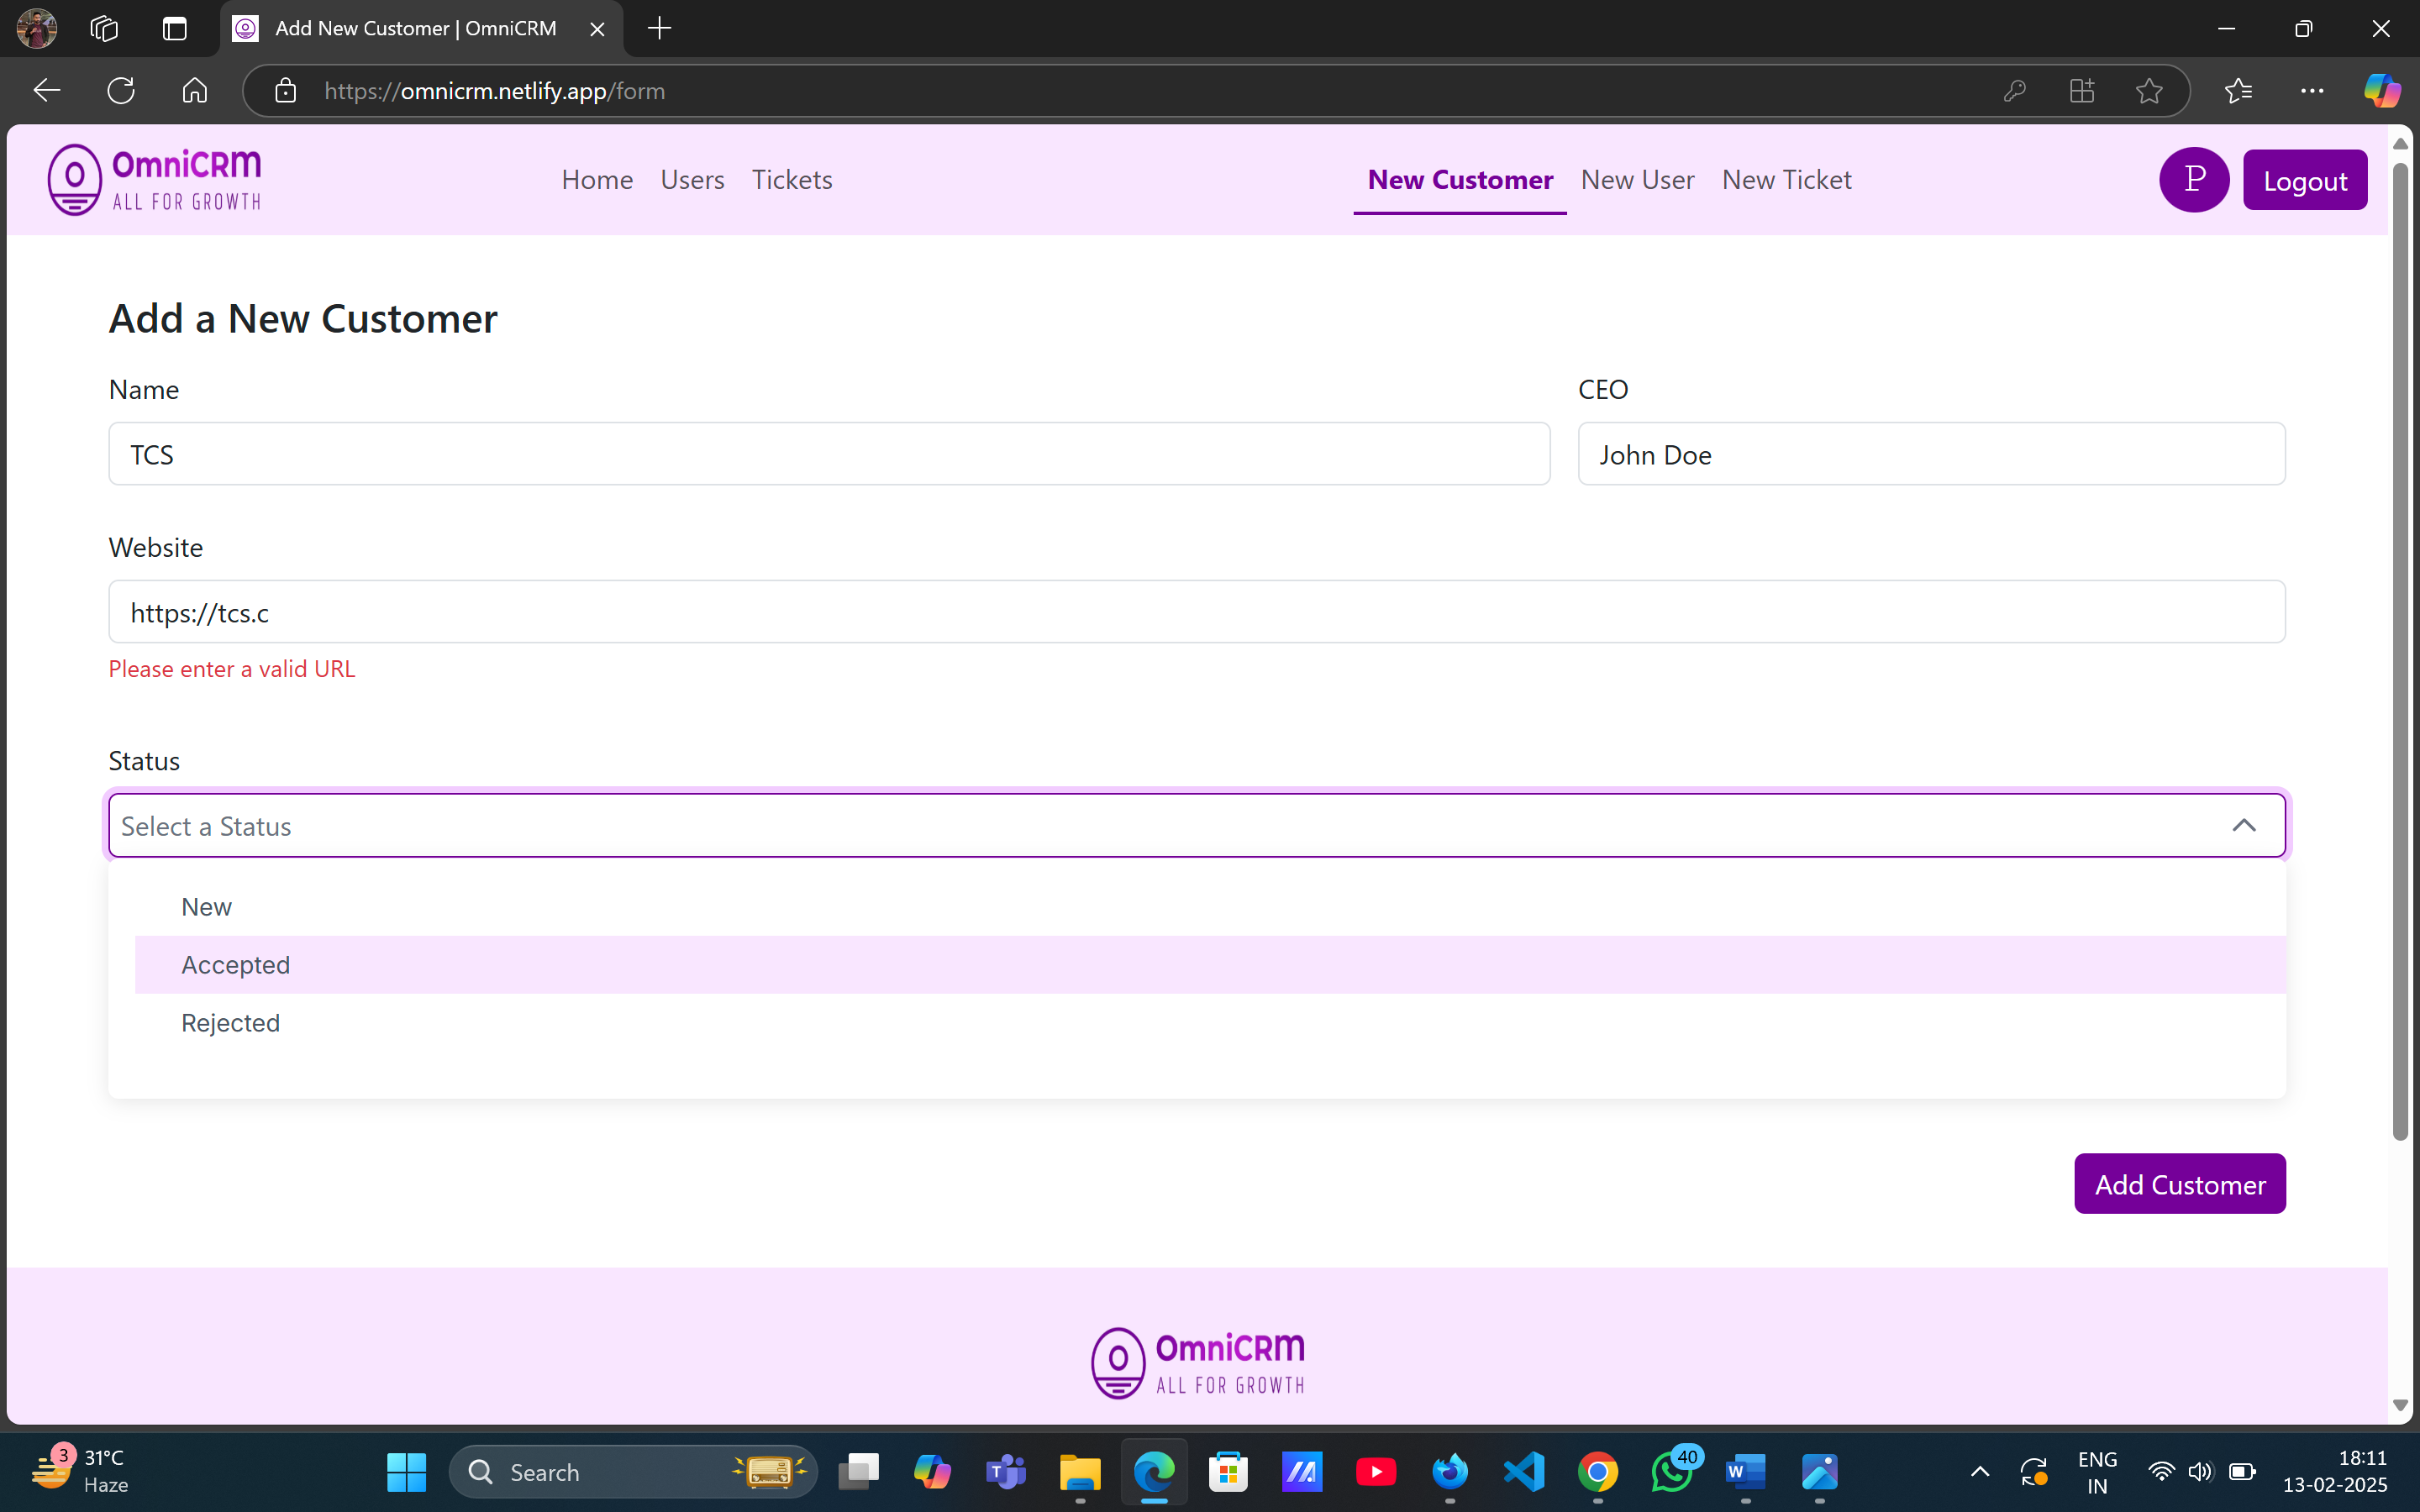 Add New Customer | OmniCRM
https://omnicrm.netlify.app/form
OmniCRM
ALL FOR GROWTH
Home Users Tickets
New Customer New User New Ticket
P
Logout
Add a New Customer
Name
CEO
TCS
John Doe
Website
https://tcs.c
Please enter a valid URL
Status
Select a Status
New
Accepted
Rejected
Add Customer
OmniCRM
ALL FOR GROWTH
3
31°C
Haze
Search
T
W
40
ENG
IN
18:11
13-02-2025